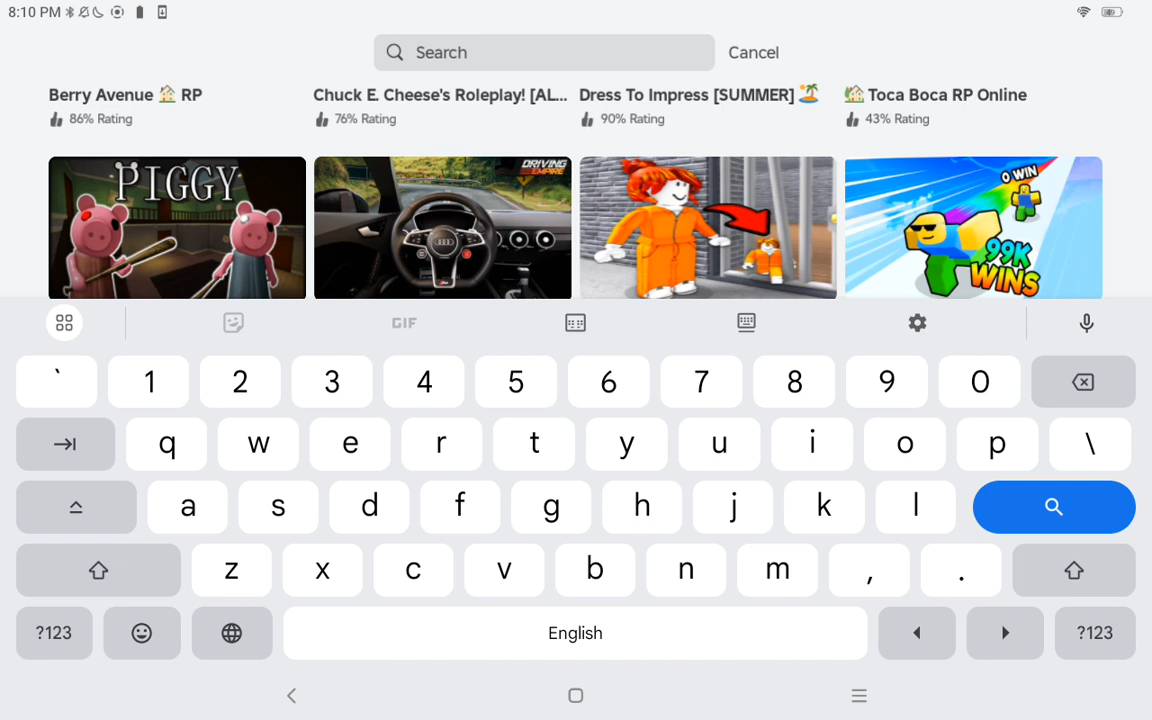 8:10 PM
Search
Cancel
Berry Avenue 🏠 RP
Chuck E. Cheese's Roleplay! [AL...
Dress To Impress [SUMMER] 🏝️
🏡 Toca Boca RP Online
86% Rating
76% Rating
90% Rating
43% Rating
PIGGY
DRIVING
EMPIRE
0 WIN
99K
WINS
GIF
` 1 2 3 4 5 6 7 8 9 0
q w e r t y u i o p \
a s d f g h j k l
z x c v b n m , .
?123 English ?123